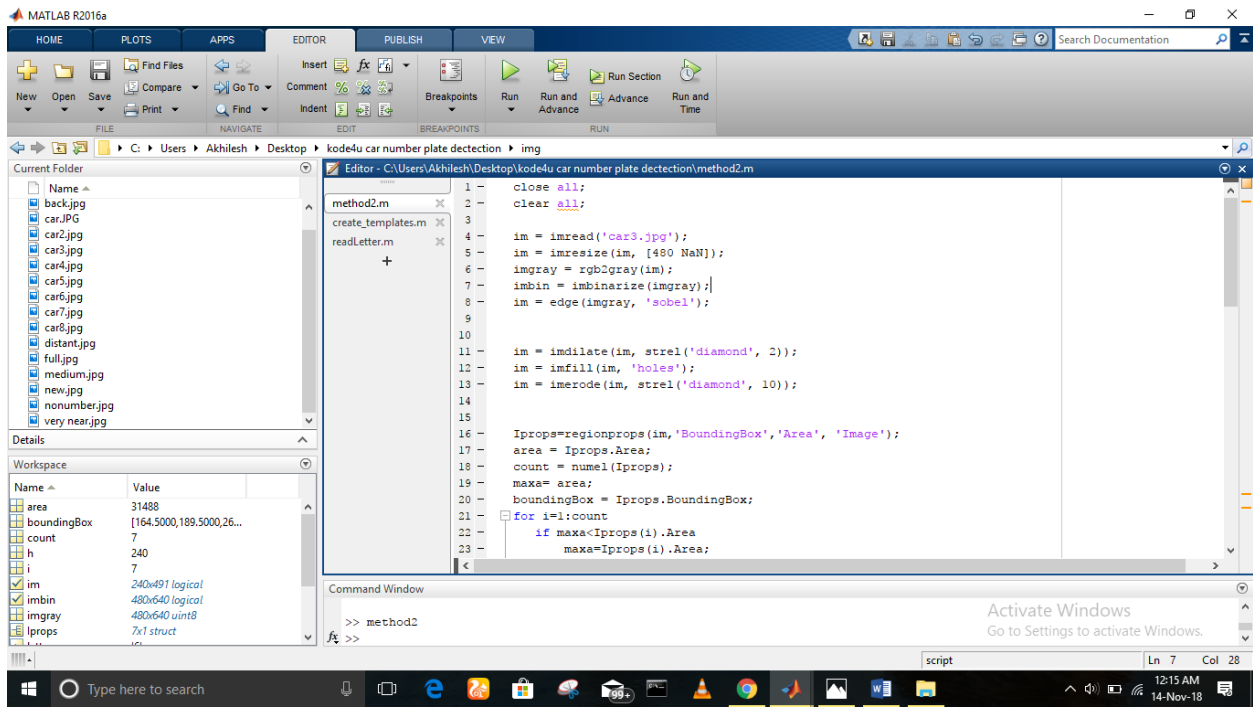 MATLAB R2016a
HOME PLOTS APPS EDITOR PUBLISH VIEW Search Documentation
New Open Save Find Files Compare Print
Go To Find
Insert fx Comment % Indent
Breakpoints
Run Run and Advance Run Section Advance Run and Time
FILE NAVIGATE EDIT BREAKPOINTS RUN
C: Users Akhilesh Desktop kode4u car number plate dectection img
Current Folder
Name
back.jpg
car.JPG
car2.jpg
car3.jpg
car4.jpg
car5.jpg
car6.jpg
car7.jpg
car8.jpg
distant.jpg
full.jpg
medium.jpg
new.jpg
nonumber.jpg
very near.jpg
Details
Workspace
Name Value
area 31488
boundingBox [164.5000,189.5000,26...
count 7
h 240
i 7
im 240x491 logical
imbin 480x640 logical
imgray 480x640 uint8
Iprops 7x1 struct
Editor - C:\Users\Akhilesh\Desktop\kode4u car number plate dectection\method2.m
method2.m
create_templates.m
readLetter.m
+
1 - close all;
2 - clear all;
3
4 - im = imread('car3.jpg');
5 - im = imresize(im, [480 NaN]);
6 - imgray = rgb2gray(im);
7 - imbin = imbinarize(imgray);
8 - im = edge(imgray, 'sobel');
9
10
11 - im = imdilate(im, strel('diamond', 2));
12 - im = imfill(im, 'holes');
13 - im = imerode(im, strel('diamond', 10));
14
15
16 - Iprops=regionprops(im,'BoundingBox','Area', 'Image');
17 - area = Iprops.Area;
18 - count = numel(Iprops);
19 - maxa= area;
20 - boundingBox = Iprops.BoundingBox;
21 - for i=1:count
22 - if maxa<Iprops(i).Area
23 - maxa=Iprops(i).Area;
Command Window
>> method2
fx >>
Activate Windows
Go to Settings to activate Windows.
script Ln 7 Col 28
Type here to search
99+
12:15 AM
14-Nov-18